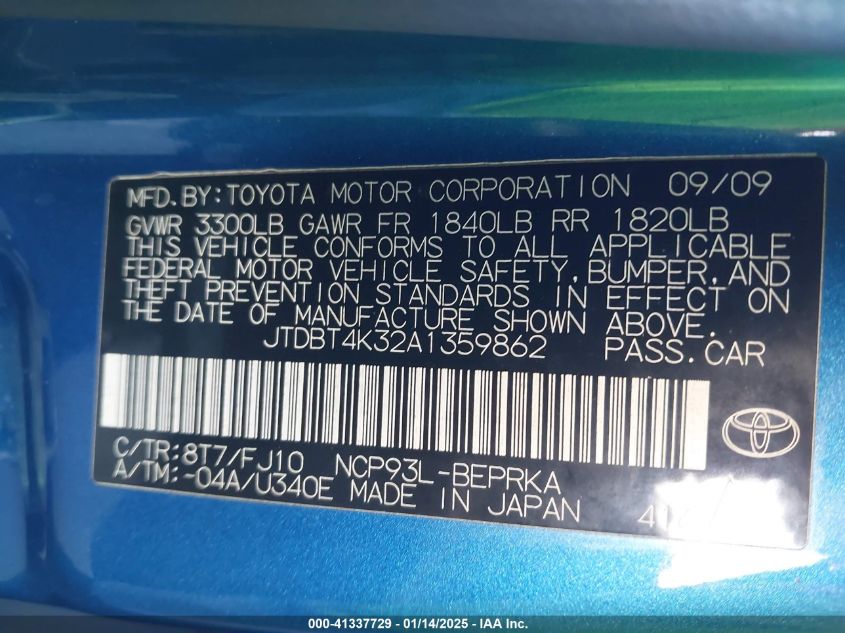 MFD. BY: TOYOTA MOTOR CORPORATION 09/09
GVWR 3300LB GAWR FR 1840LB RR 1820LB
THIS VEHICLE CONFORMS TO ALL APPLICABLE
FEDERAL MOTOR VEHICLE SAFETY, BUMPER, AND
THEFT PREVENTION STANDARDS IN EFFECT ON
THE DATE OF MANUFACTURE SHOWN ABOVE.
JTDBT4K32A1359862 PASS. CAR
C/TR: 8T7/FJ10 NCP93L-BEPRKA
A/TM: -04A/U340E MADE IN JAPAN
000-41337729 - 01/14/2025 - IAA Inc.